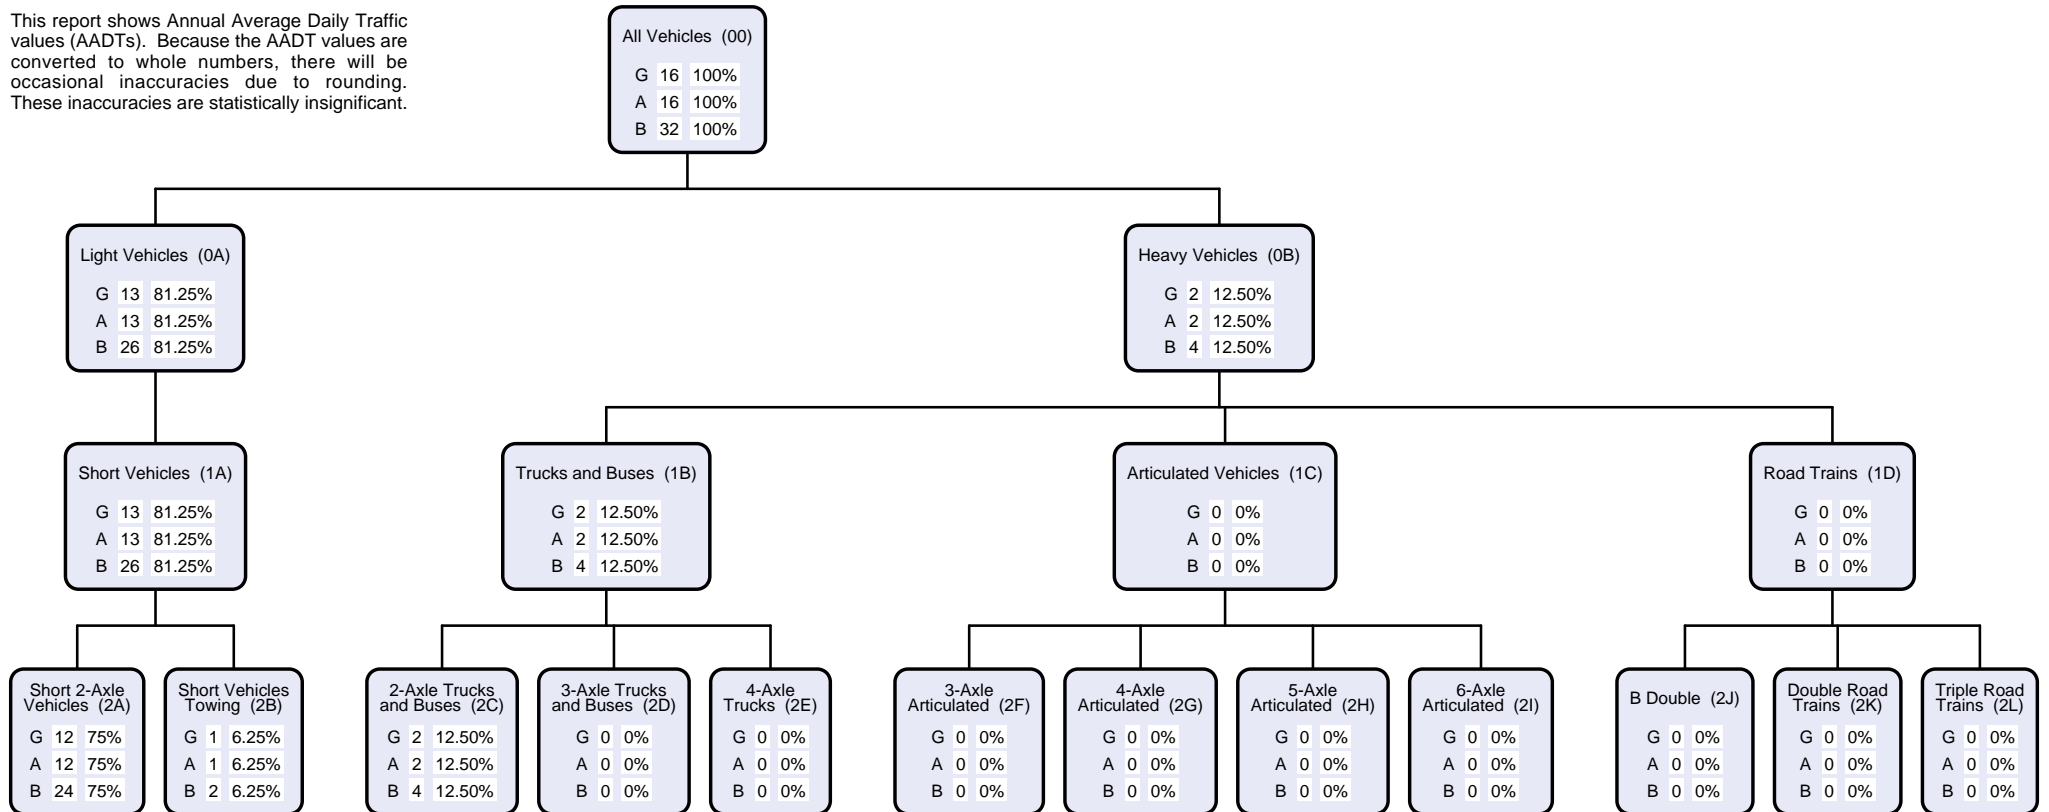 This report shows Annual Average Daily Traffic
values (AADTs). Because the AADT values are
converted to whole numbers, there will be
occasional inaccuracies due to rounding.
These inaccuracies are statistically insignificant.
All Vehicles (00)
G 16 100%
A 16 100%
B 32 100%
Light Vehicles (0A)
G 13 81.25%
A 13 81.25%
B 26 81.25%
Heavy Vehicles (0B)
G 2 12.50%
A 2 12.50%
B 4 12.50%
Short Vehicles (1A)
G 13 81.25%
A 13 81.25%
B 26 81.25%
Trucks and Buses (1B)
G 2 12.50%
A 2 12.50%
B 4 12.50%
Articulated Vehicles (1C)
G 0 0%
A 0 0%
B 0 0%
Road Trains (1D)
G 0 0%
A 0 0%
B 0 0%
Short 2-Axle
Vehicles (2A)
G 12 75%
A 12 75%
B 24 75%
Short Vehicles
Towing (2B)
G 1 6.25%
A 1 6.25%
B 2 6.25%
2-Axle Trucks
and Buses (2C)
G 2 12.50%
A 2 12.50%
B 4 12.50%
3-Axle Trucks
and Buses (2D)
G 0 0%
A 0 0%
B 0 0%
4-Axle
Trucks (2E)
G 0 0%
A 0 0%
B 0 0%
3-Axle
Articulated (2F)
G 0 0%
A 0 0%
B 0 0%
4-Axle
Articulated (2G)
G 0 0%
A 0 0%
B 0 0%
5-Axle
Articulated (2H)
G 0 0%
A 0 0%
B 0 0%
6-Axle
Articulated (2I)
G 0 0%
A 0 0%
B 0 0%
B Double (2J)
G 0 0%
A 0 0%
B 0 0%
Double Road
Trains (2K)
G 0 0%
A 0 0%
B 0 0%
Triple Road
Trains (2L)
G 0 0%
A 0 0%
B 0 0%